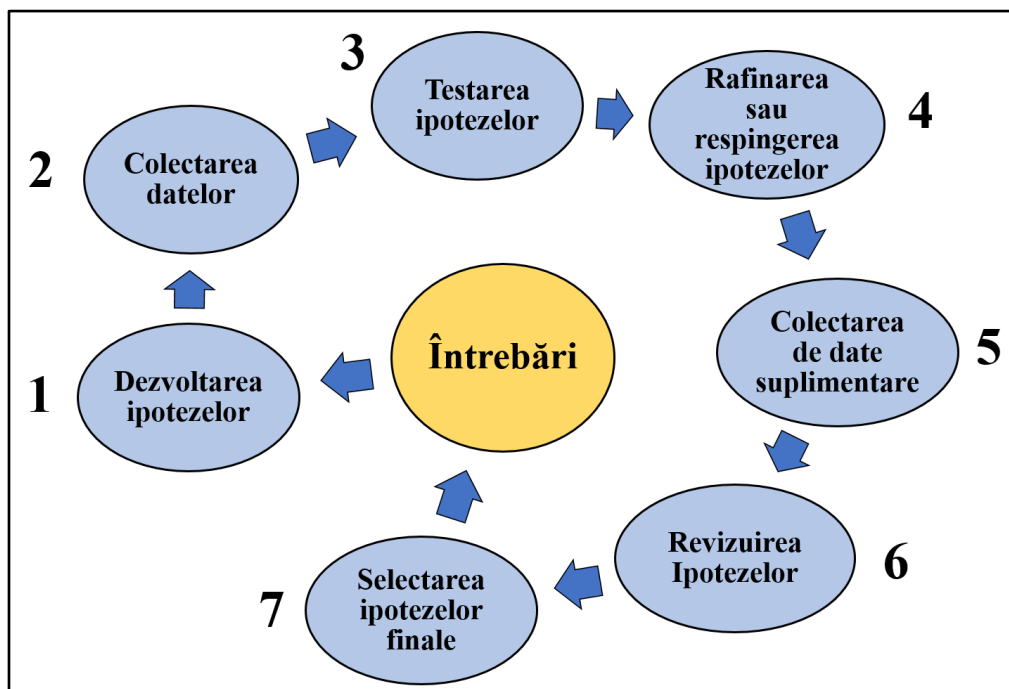 Întrebări
1
Dezvoltarea
ipotezelor
2
Colectarea
datelor
3
Testarea
ipotezelor
4
Rafinarea
sau
respingerea
ipotezelor
5
Colectarea
de date
suplimentare
6
Revizuirea
Ipotezelor
7
Selectarea
ipotezelor
finale